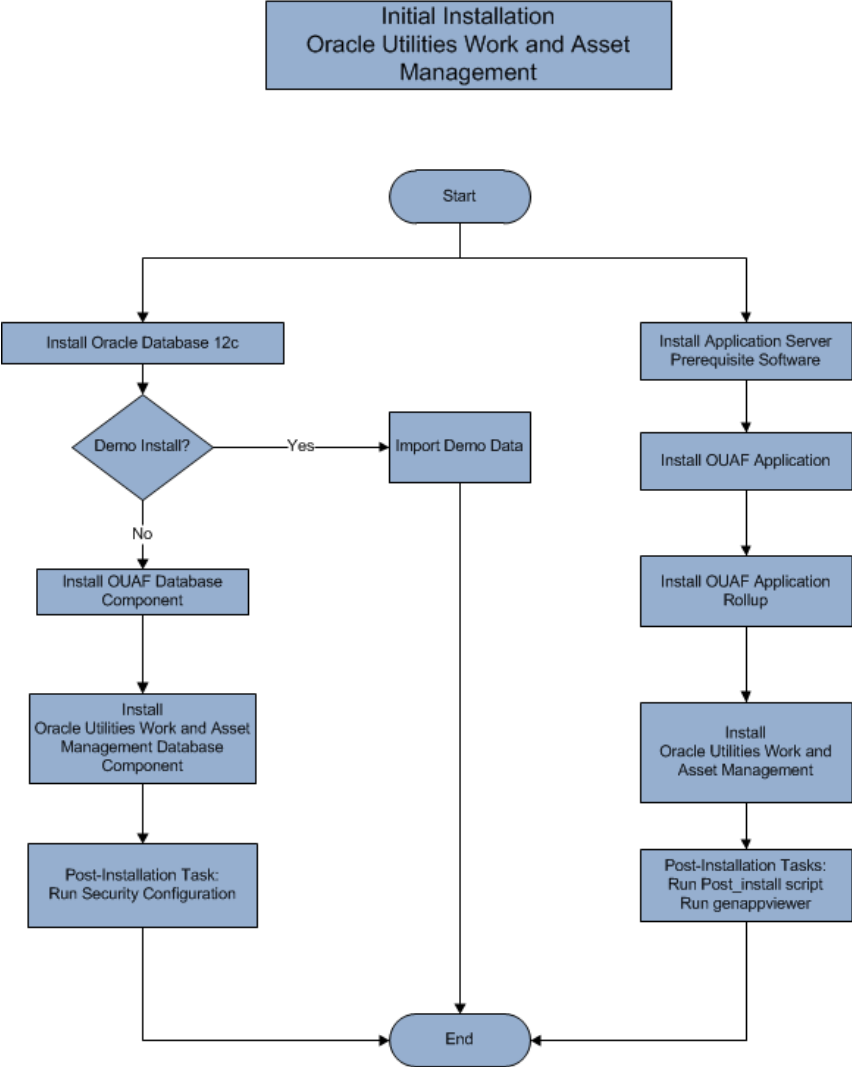 Initial Installation
Oracle Utilities Work and Asset
Management
Start
Install Oracle Database 12c
Install Application Server
Prerequisite Software
Demo Install?
Yes
Import Demo Data
Install OUAF Application
No
Install OUAF Database
Component
Install OUAF Application
Rollup
Install
Oracle Utilities Work and Asset
Management Database
Component
Install
Oracle Utilities Work and
Asset Management
Post-Installation Task:
Run Security Configuration
Post-Installation Tasks:
Run Post_install script
Run genappviewer
End